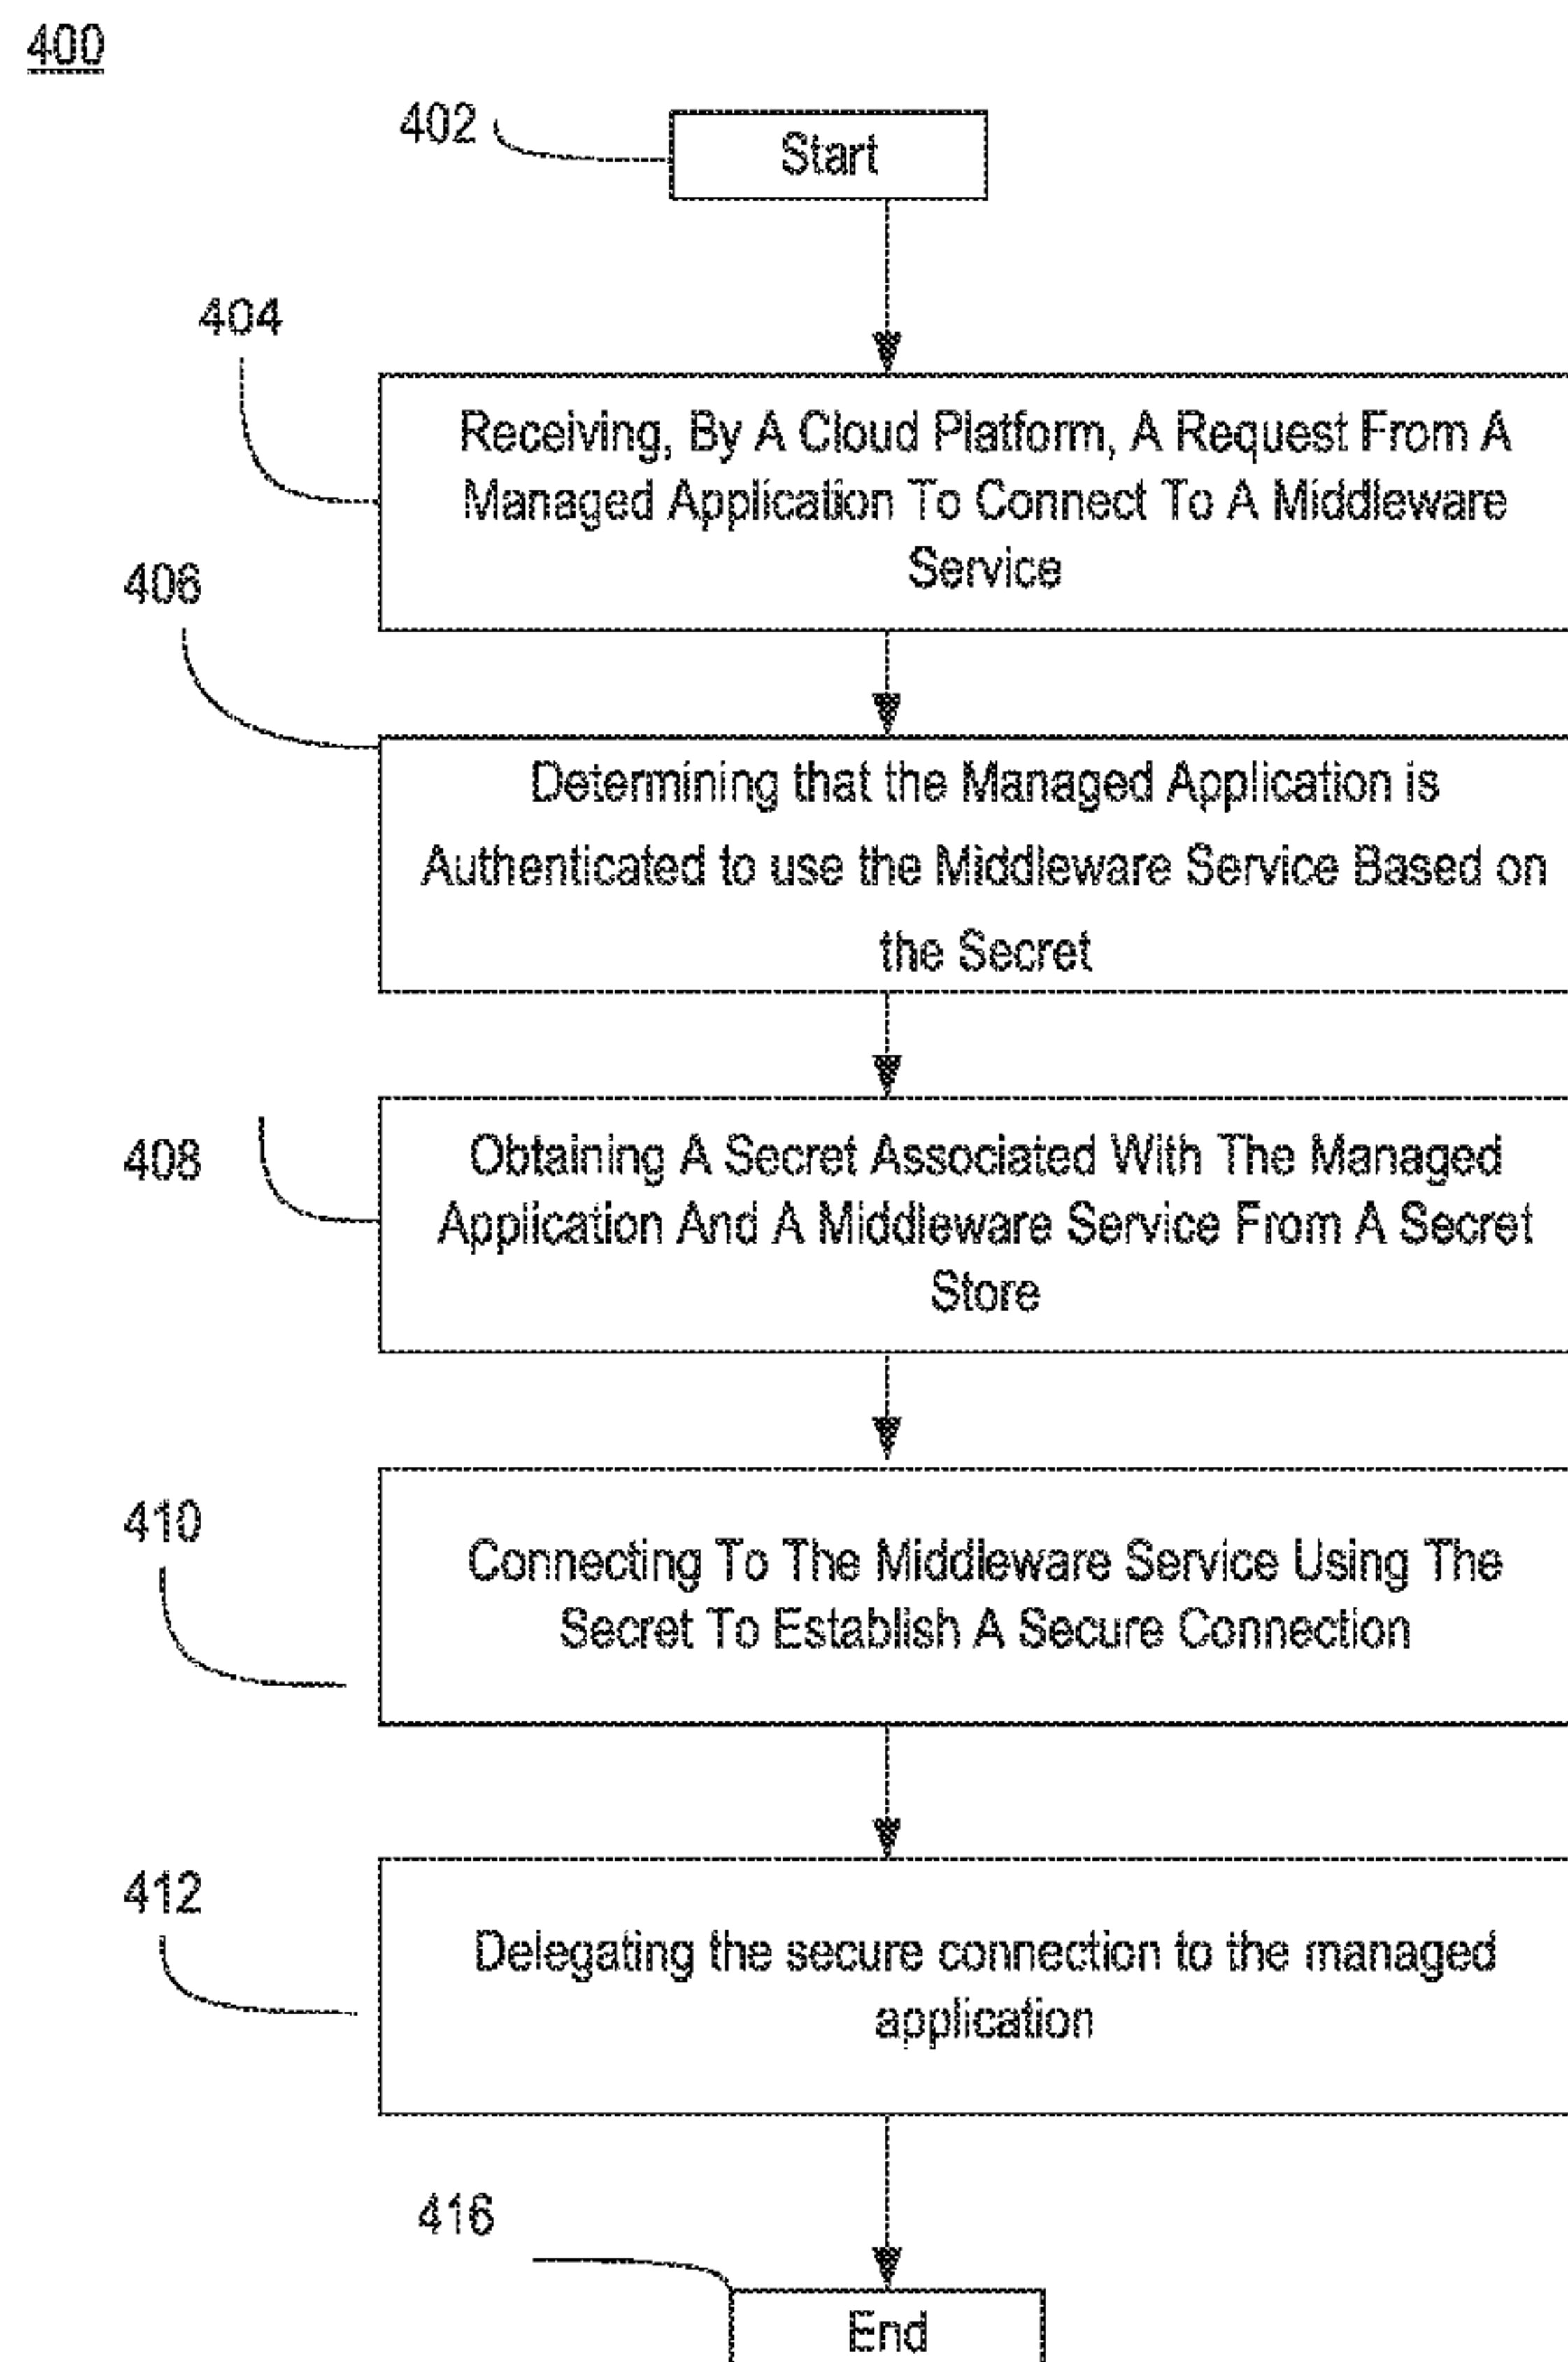 400
402
Start
404
Receiving, By A Cloud Platform, A Request From A
Managed Application To Connect To A Middleware
Service
406
Determining that the Managed Application is
Authenticated to use the Middleware Service Based on
the Secret
408
Obtaining A Secret Associated With The Managed
Application And A Middleware Service From A Secret
Store
410
Connecting To The Middleware Service Using The
Secret To Establish A Secure Connection
412
Delegating the secure connection to the managed
application
416
End